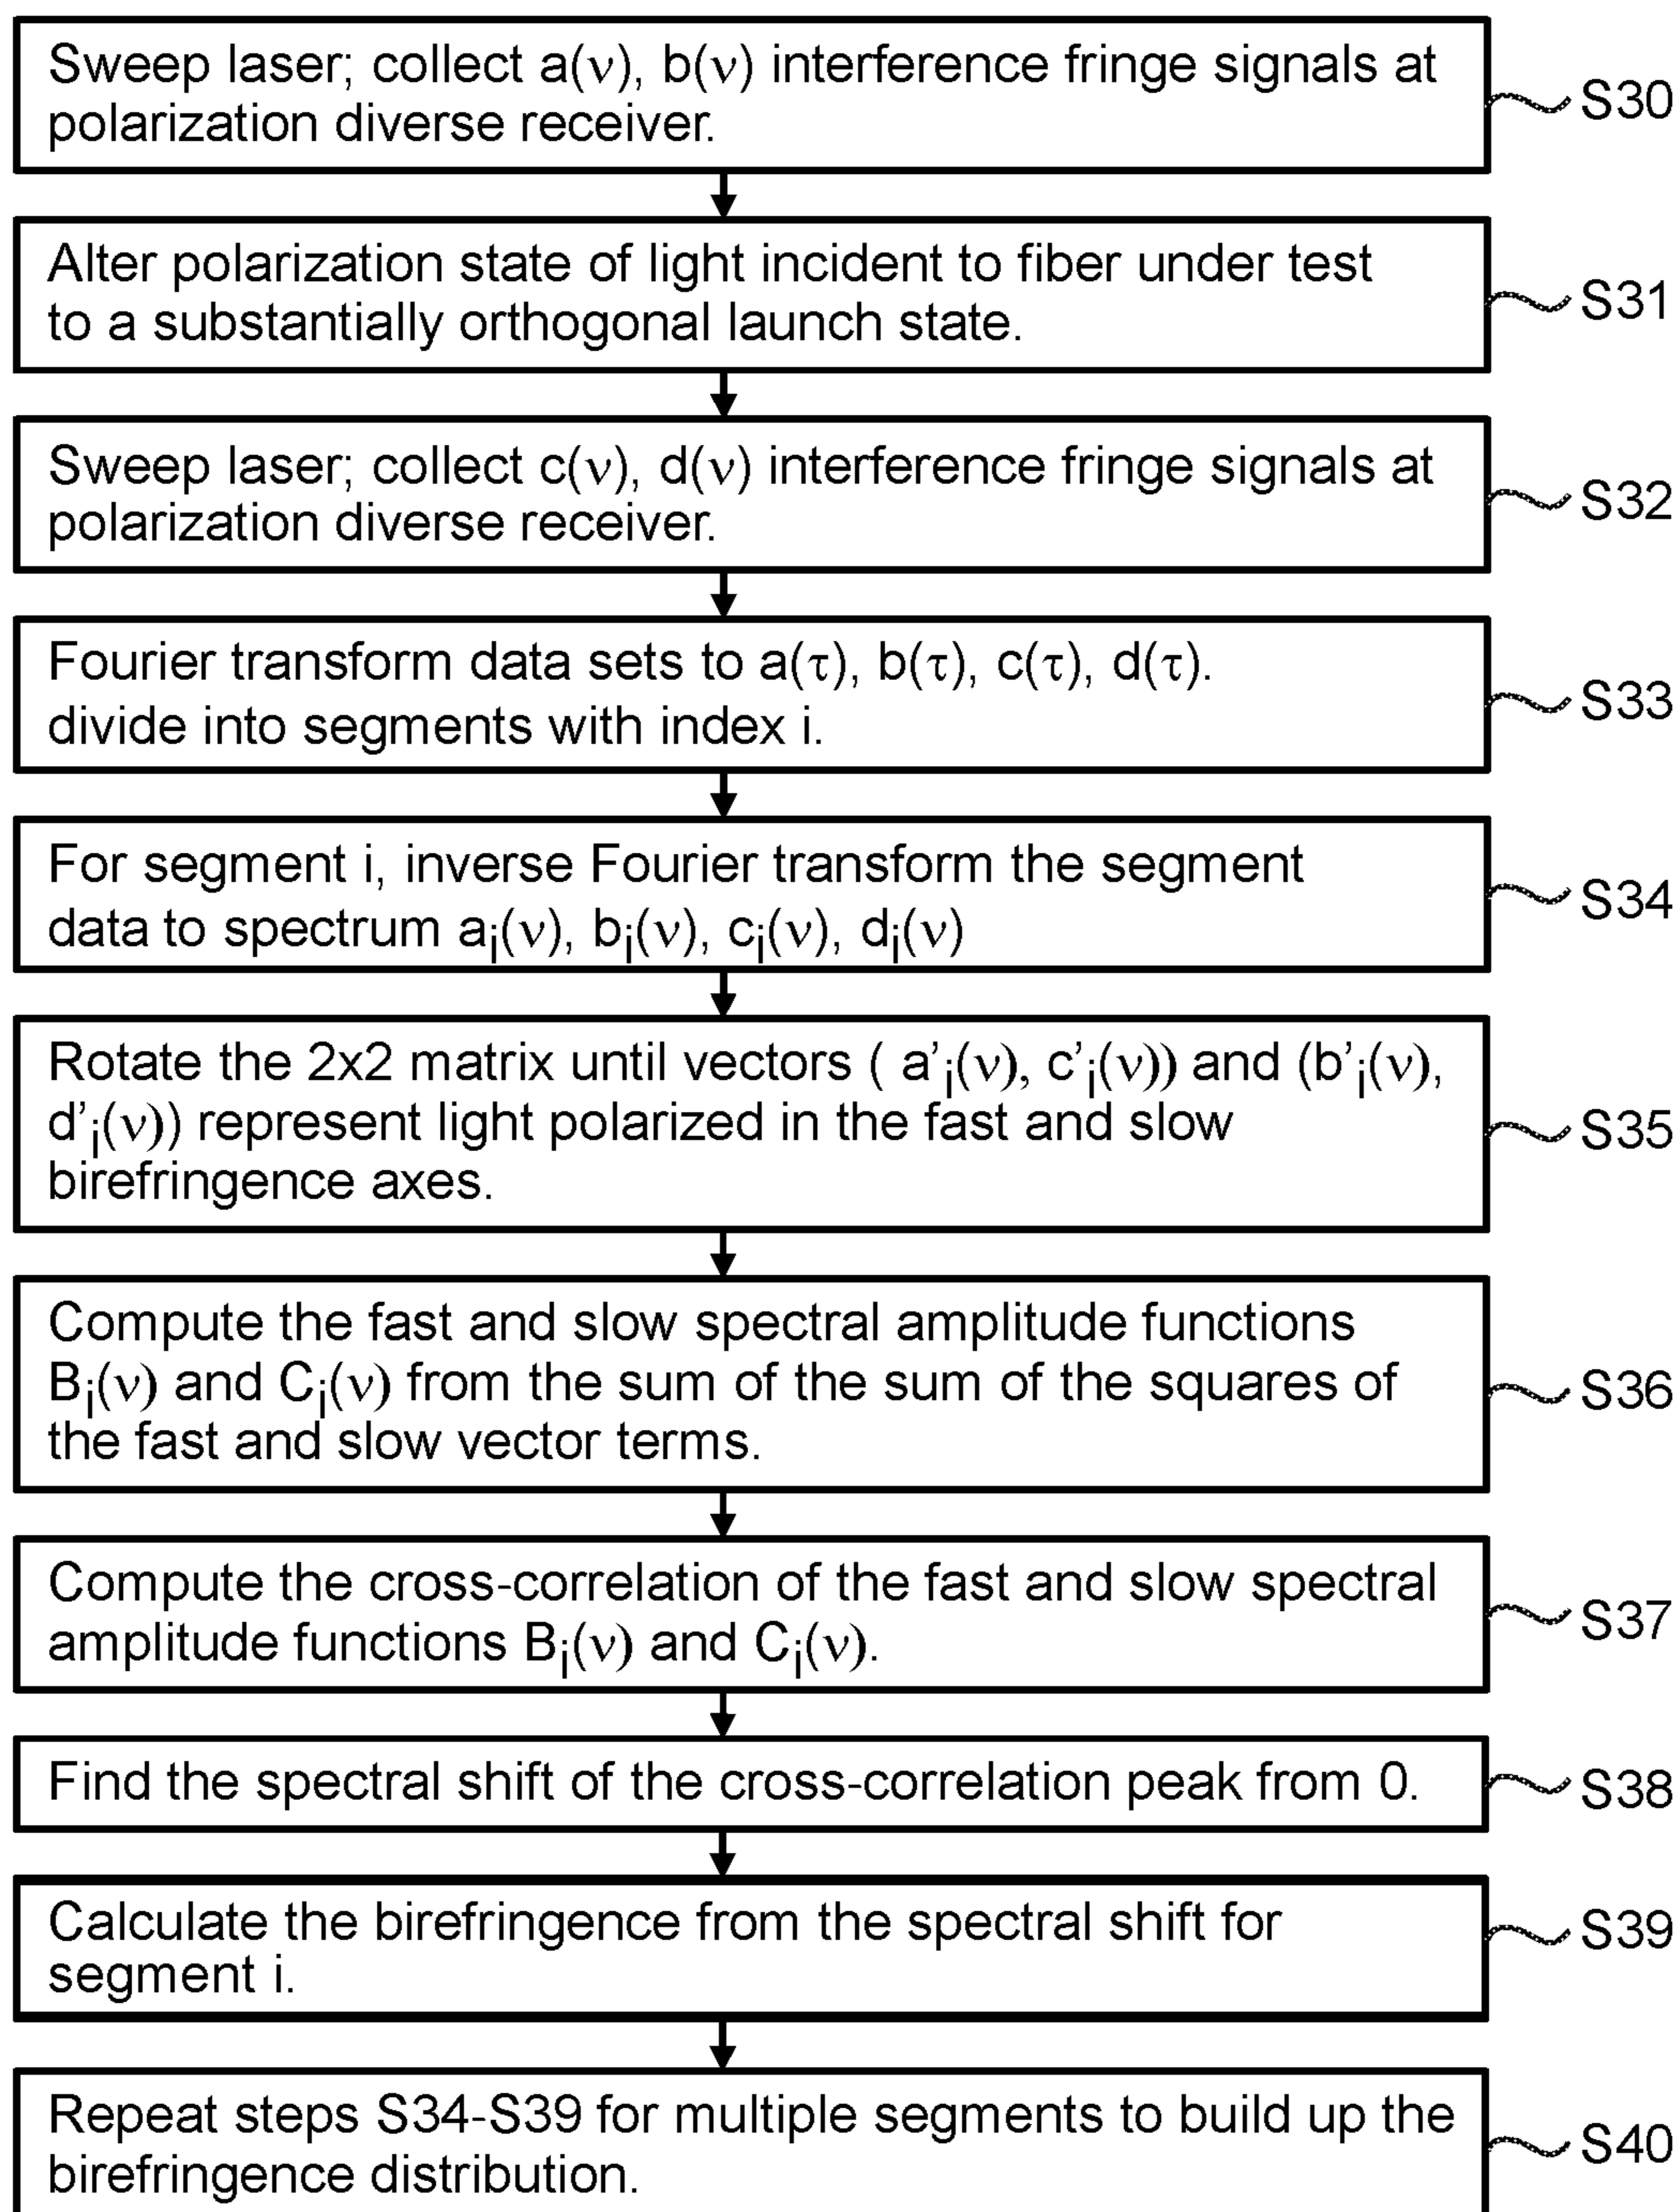 Sweep laser; collect a(ν), b(ν) interference fringe signals at
polarization diverse receiver.
S30
Alter polarization state of light incident to fiber under test
to a substantially orthogonal launch state.
S31
Sweep laser; collect c(ν), d(ν) interference fringe signals at
polarization diverse receiver.
S32
Fourier transform data sets to a(τ), b(τ), c(τ), d(τ).
divide into segments with index i.
S33
For segment i, inverse Fourier transform the segment
data to spectrum aᵢ(ν), bᵢ(ν), cᵢ(ν), dᵢ(ν)
S34
Rotate the 2x2 matrix until vectors ( a'ᵢ(ν), c'ᵢ(ν)) and (b'ᵢ(ν),
d'ᵢ(ν)) represent light polarized in the fast and slow
birefringence axes.
S35
Compute the fast and slow spectral amplitude functions
Bᵢ(ν) and Cᵢ(ν) from the sum of the sum of the squares of
the fast and slow vector terms.
S36
Compute the cross-correlation of the fast and slow spectral
amplitude functions Bᵢ(ν) and Cᵢ(ν).
S37
Find the spectral shift of the cross-correlation peak from 0.
S38
Calculate the birefringence from the spectral shift for
segment i.
S39
Repeat steps S34-S39 for multiple segments to build up the
birefringence distribution.
S40